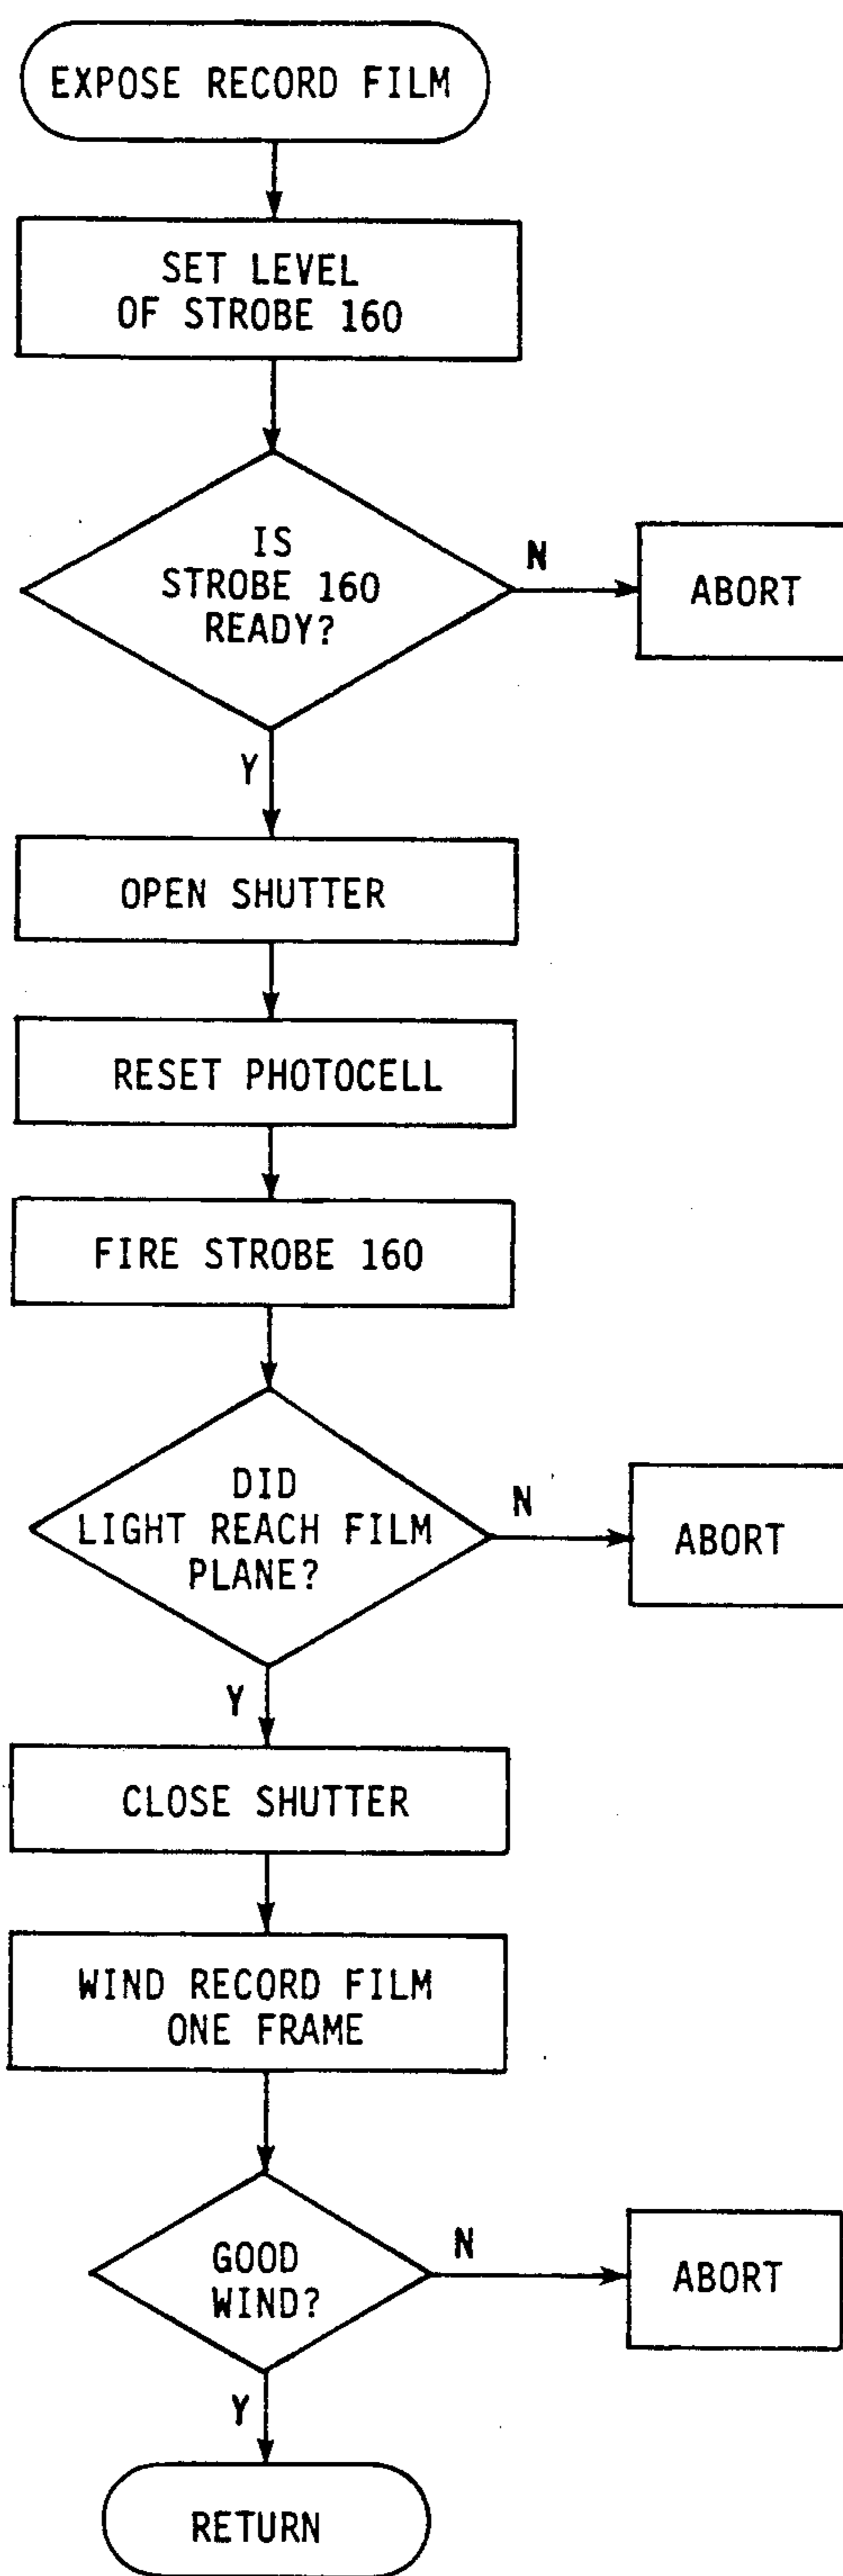 EXPOSE RECORD FILM
SET LEVEL
OF STROBE 160
IS
STROBE 160
READY?
N
ABORT
Y
OPEN SHUTTER
RESET PHOTOCELL
FIRE STROBE 160
DID
LIGHT REACH FILM
PLANE?
N
ABORT
Y
CLOSE SHUTTER
WIND RECORD FILM
ONE FRAME
GOOD
WIND?
N
ABORT
Y
RETURN